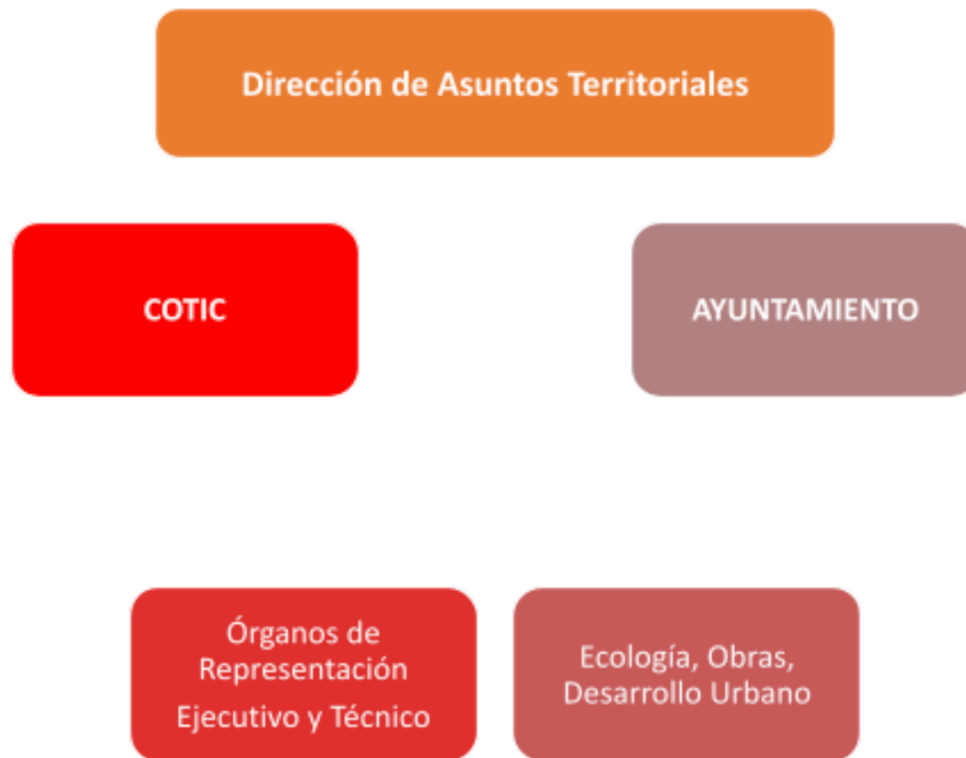 Dirección de Asuntos Territoriales
COTIC
AYUNTAMIENTO
Órganos de
Representación
Ejecutivo y Técnico
Ecología, Obras,
Desarrollo Urbano